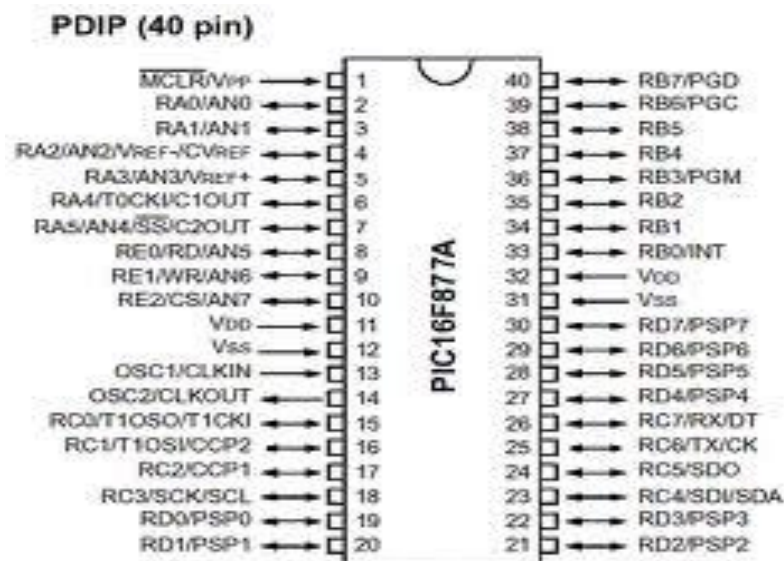 PDIP (40 pin)
MCLR/VPP 1 40 RB7/PGD
RA0/AN0 2 39 RB6/PGC
RA1/AN1 3 38 RB5
RA2/AN2/VREF-/CVREF 4 37 RB4
RA3/AN3/VREF+ 5 36 RB3/PGM
RA4/T0CKI/C1OUT 6 35 RB2
RA5/AN4/SS/C2OUT 7 34 RB1
RE0/RD/AN5 8 33 RB0/INT
RE1/WR/AN6 9 32 VDD
RE2/CS/AN7 10 31 VSS
VDD 11 30 RD7/PSP7
VSS 12 29 RD6/PSP6
OSC1/CLKIN 13 28 RD5/PSP5
OSC2/CLKOUT 14 27 RD4/PSP4
RC0/T1OSO/T1CKI 15 26 RC7/RX/DT
RC1/T1OSI/CCP2 16 25 RC6/TX/CK
RC2/CCP1 17 24 RC5/SDO
RC3/SCK/SCL 18 23 RC4/SDI/SDA
RD0/PSP0 19 22 RD3/PSP3
RD1/PSP1 20 21 RD2/PSP2
PIC16F877A